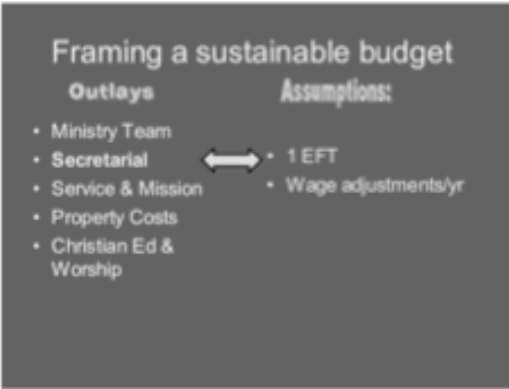 Framing a sustainable budget
Outlays
• Ministry Team
• Secretarial
• Service & Mission
• Property Costs
• Christian Ed &
Worship
Assumptions:
• 1 EFT
• Wage adjustments/yr